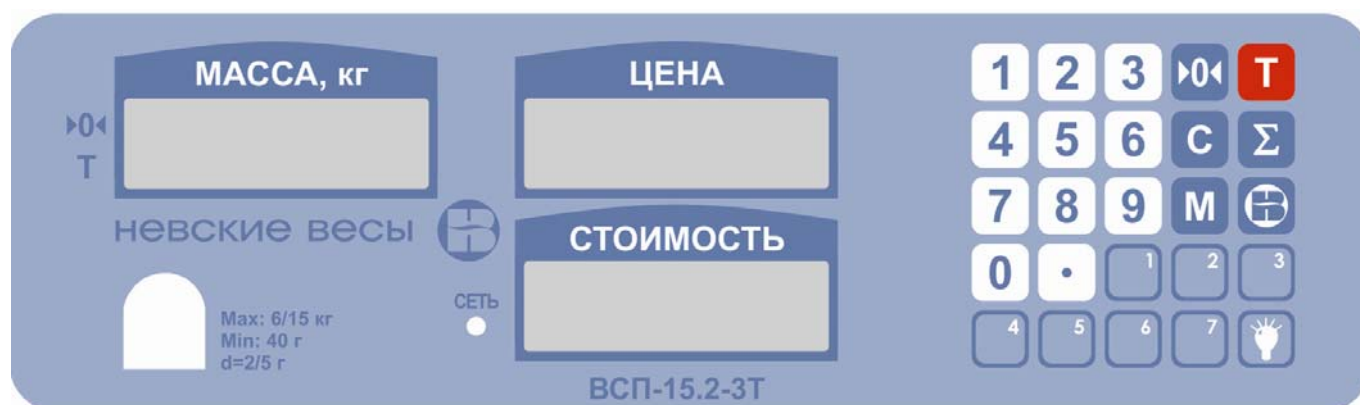 МАССА, кг
▸0◂
Т
невские весы
Max: 6/15 кг
Min: 40 г
d=2/5 г
СЕТЬ
ЦЕНА
СТОИМОСТЬ
ВСП-15.2-3Т
1 2 3 ▸0◂ Т
4 5 6 С Σ
7 8 9 М
0 • 1 2 3
4 5 6 7